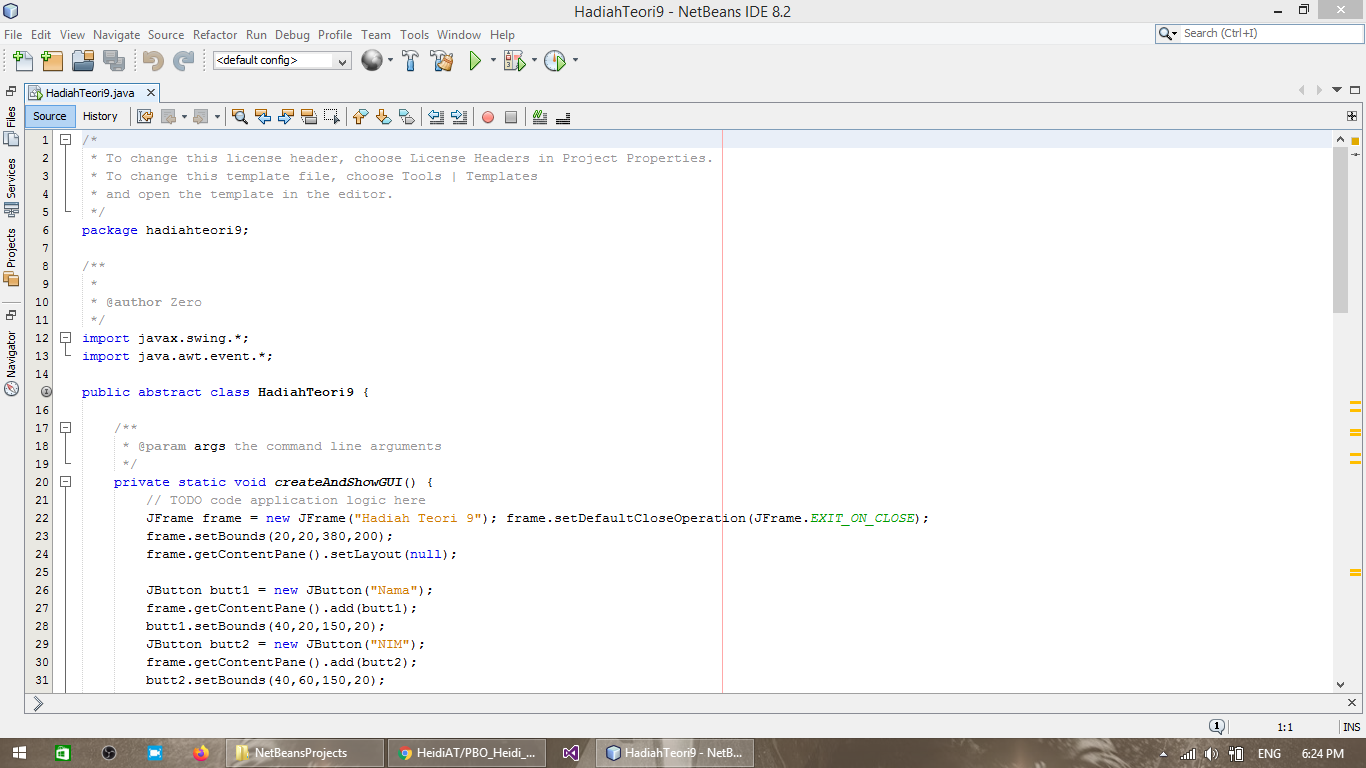 HadiahTeori9 - NetBeans IDE 8.2
File Edit View Navigate Source Refactor Run Debug Profile Team Tools Window Help
Search (Ctrl+I)
<default config>
HadiahTeori9.java
Source History
Files
Services
Projects
Navigator
1 /*
2 * To change this license header, choose License Headers in Project Properties.
3 * To change this template file, choose Tools | Templates
4 * and open the template in the editor.
5 */
6 package hadiahteori9;
7
8 /**
9 *
10 * @author Zero
11 */
12 import javax.swing.*;
13 import java.awt.event.*;
14
public abstract class HadiahTeori9 {
16
17 /**
18 * @param args the command line arguments
19 */
20 private static void createAndShowGUI() {
21 // TODO code application logic here
22 JFrame frame = new JFrame("Hadiah Teori 9"); frame.setDefaultCloseOperation(JFrame.EXIT_ON_CLOSE);
23 frame.setBounds(20,20,380,200);
24 frame.getContentPane().setLayout(null);
25
26 JButton butt1 = new JButton("Nama");
27 frame.getContentPane().add(butt1);
28 butt1.setBounds(40,20,150,20);
29 JButton butt2 = new JButton("NIM");
30 frame.getContentPane().add(butt2);
31 butt2.setBounds(40,60,150,20);
1 1:1 INS
NetBeansProjects
HeidiAT/PBO_Heidi_...
HadiahTeori9 - NetB...
ENG 6:24 PM